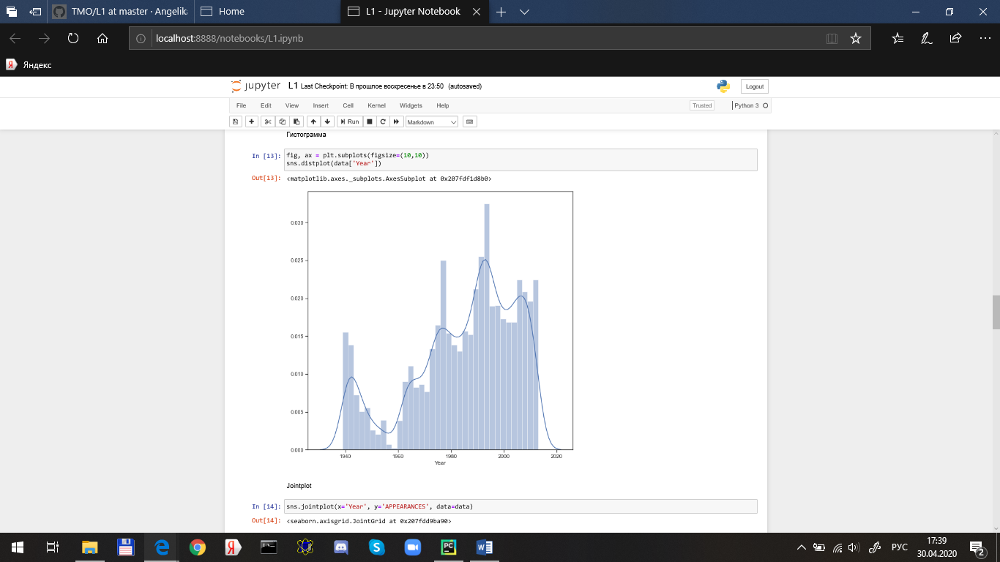 TMO/L1 at master · Angelik
Home
L1 - Jupyter Notebook
localhost:8888/notebooks/L1.ipynb
Яндекс
jupyter L1 Last Checkpoint: В прошлое воскресенье в 23:50 (autosaved)
Logout
File Edit View Insert Cell Kernel Widgets Help
Trusted
Python 3
Run
Markdown
Гистограмма
In [13]: fig, ax = plt.subplots(figsize=(10,10))
sns.distplot(data['Year'])
Out[13]: <matplotlib.axes._subplots.AxesSubplot at 0x207fdf1d8b0>
0.030
0.025
0.020
0.015
0.010
0.005
0.000
1940 1960 1980 2000 2020
Year
Jointplot
In [14]: sns.jointplot(x='Year', y='APPEARANCES', data=data)
Out[14]: <seaborn.axisgrid.JointGrid at 0x207fdd9ba90>
РУС
17:39
30.04.2020
2